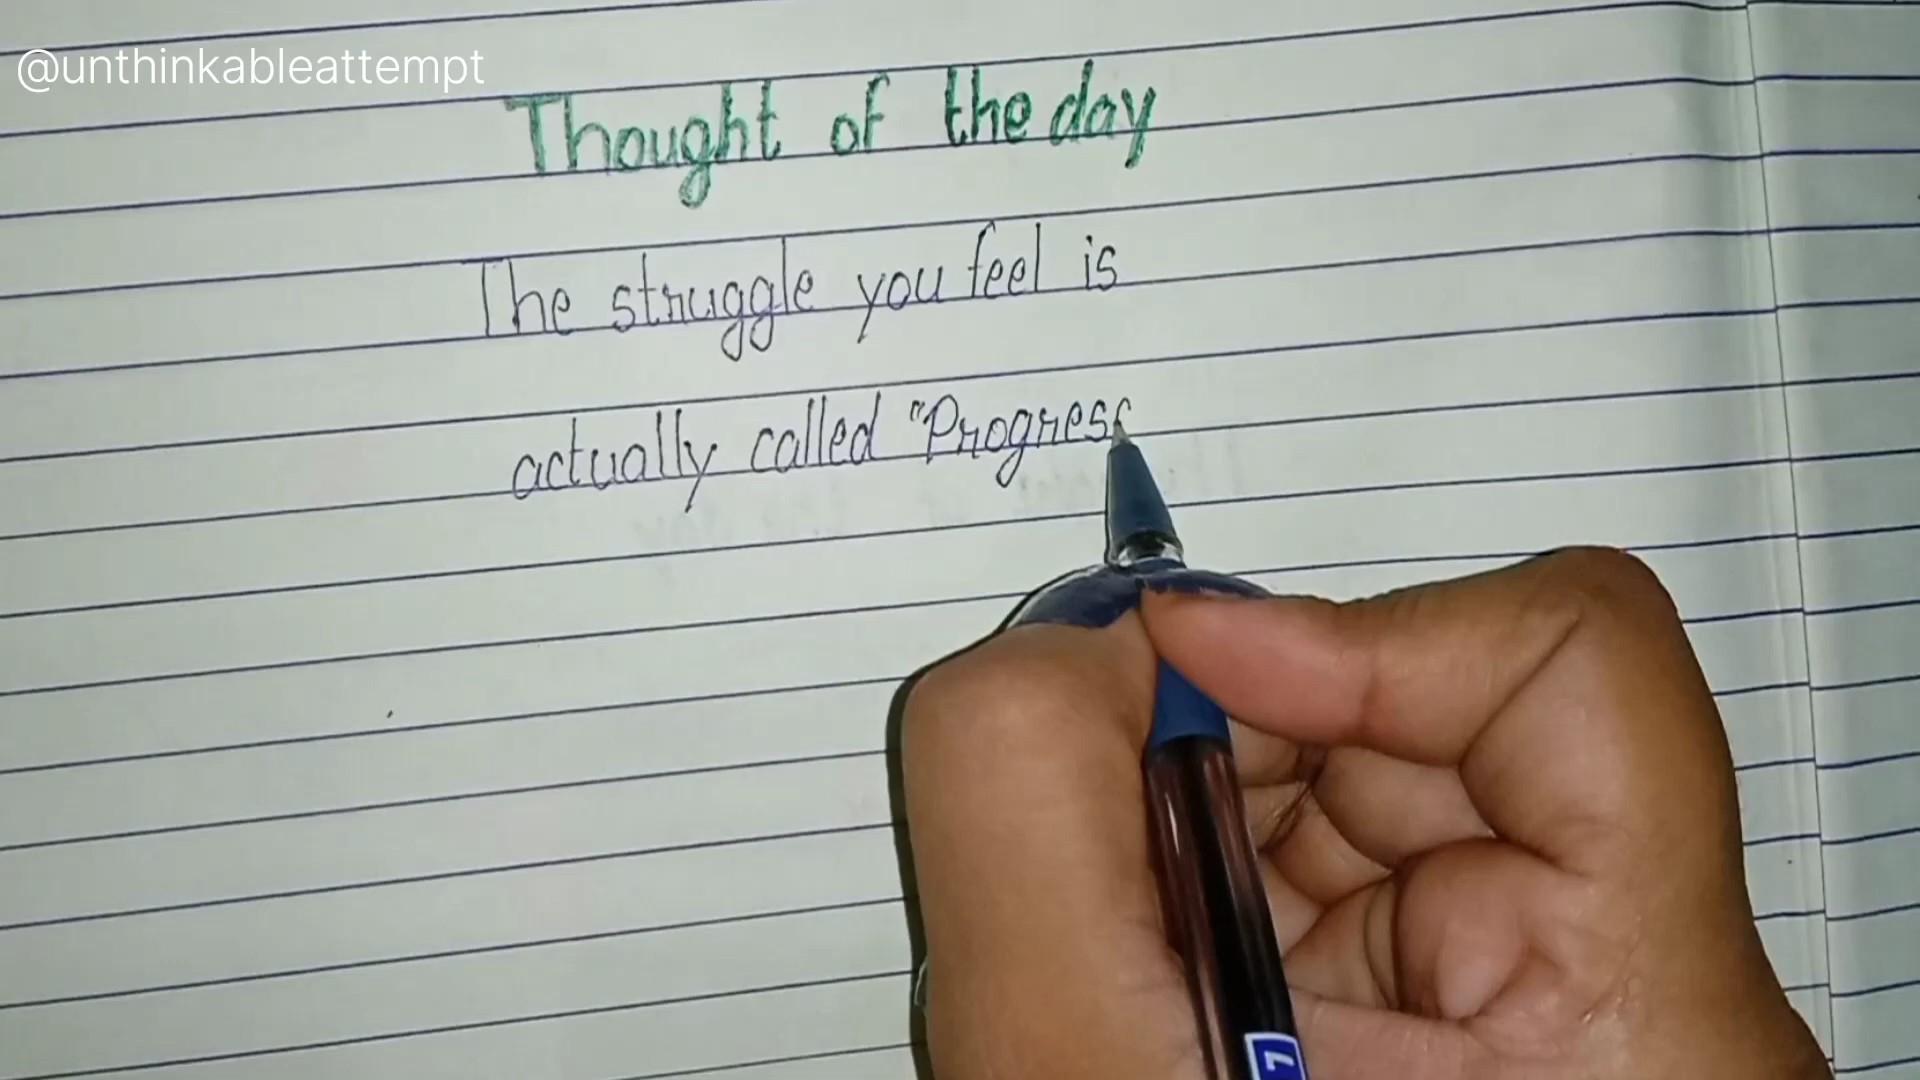 @unthinkableattempt
Thought of the day
The struggle you feel is
actually called "Progress